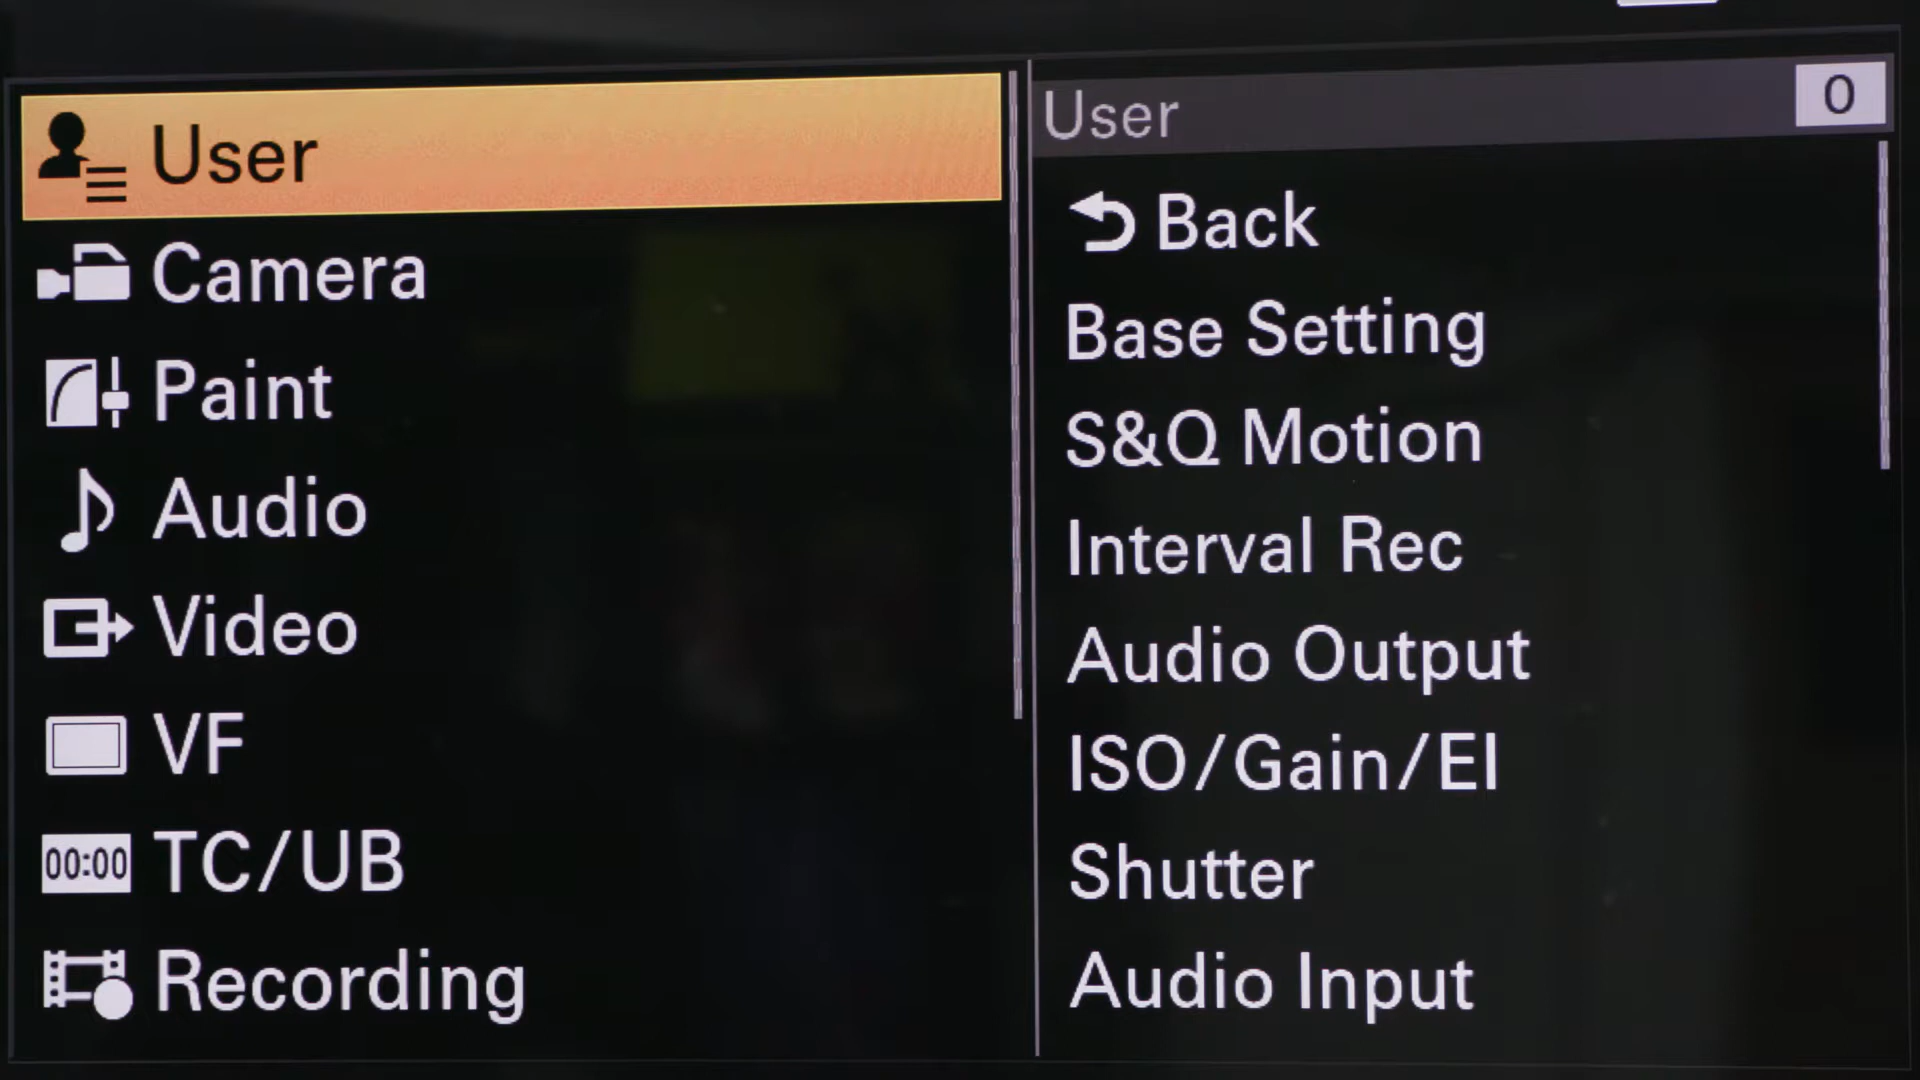 User
Camera
Paint
Audio
Video
VF
00:00 TC/UB
Recording
User 0
Back
Base Setting
S&Q Motion
Interval Rec
Audio Output
ISO/Gain/EI
Shutter
Audio Input